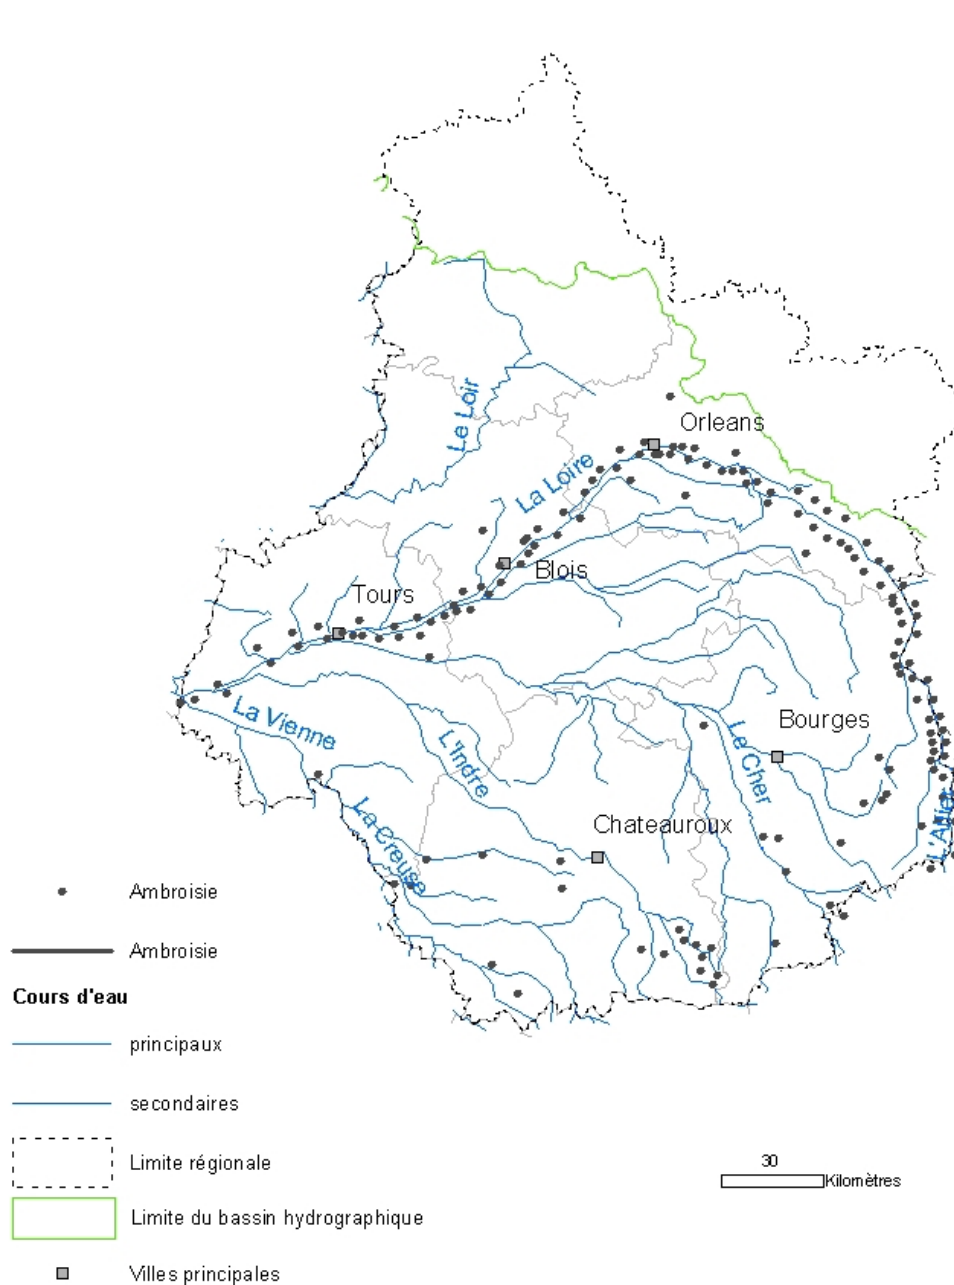 Orleans
Le Loir
La Loire
Blois
Tours
La Vienne
L'Indre
Bourges
Le Cher
Chateauroux
La Creuse
L'Allier
Ambroisie
Ambroisie
Cours d'eau
principaux
secondaires
Limite régionale
30
Kilomètres
Limite du bassin hydrographique
Villes principales